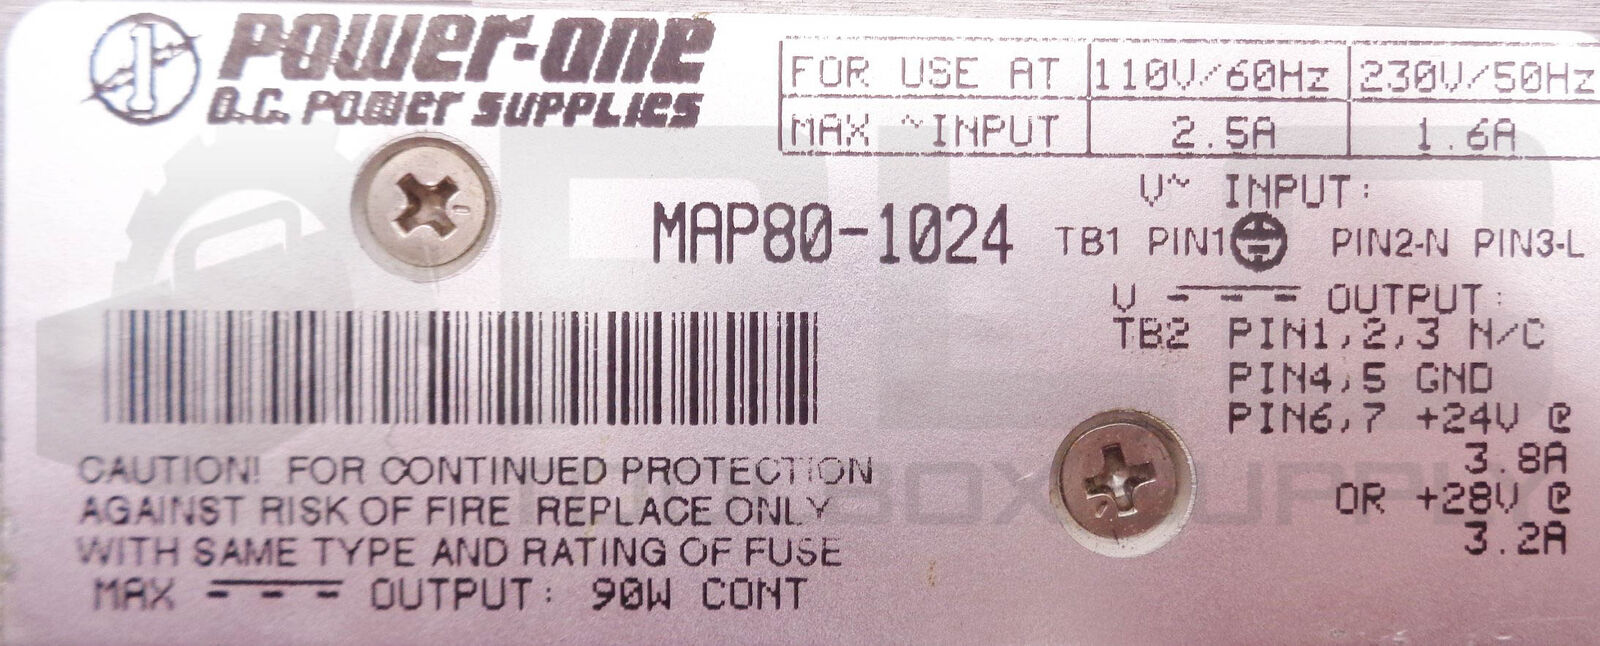 POWER-ONE
D.C. POWER SUPPLIES
FOR USE AT 110V/60Hz 230V/50Hz
MAX ~INPUT 2.5A 1.6A
V~ INPUT:
MAP80-1024
TB1 PIN1 PIN2-N PIN3-L
V OUTPUT:
TB2 PIN1,2,3 N/C
PIN4,5 GND
PIN6,7 +24V @
3.8A
OR +28V @
3.2A
CAUTION! FOR CONTINUED PROTECTION
AGAINST RISK OF FIRE REPLACE ONLY
WITH SAME TYPE AND RATING OF FUSE
MAX OUTPUT: 90W CONT